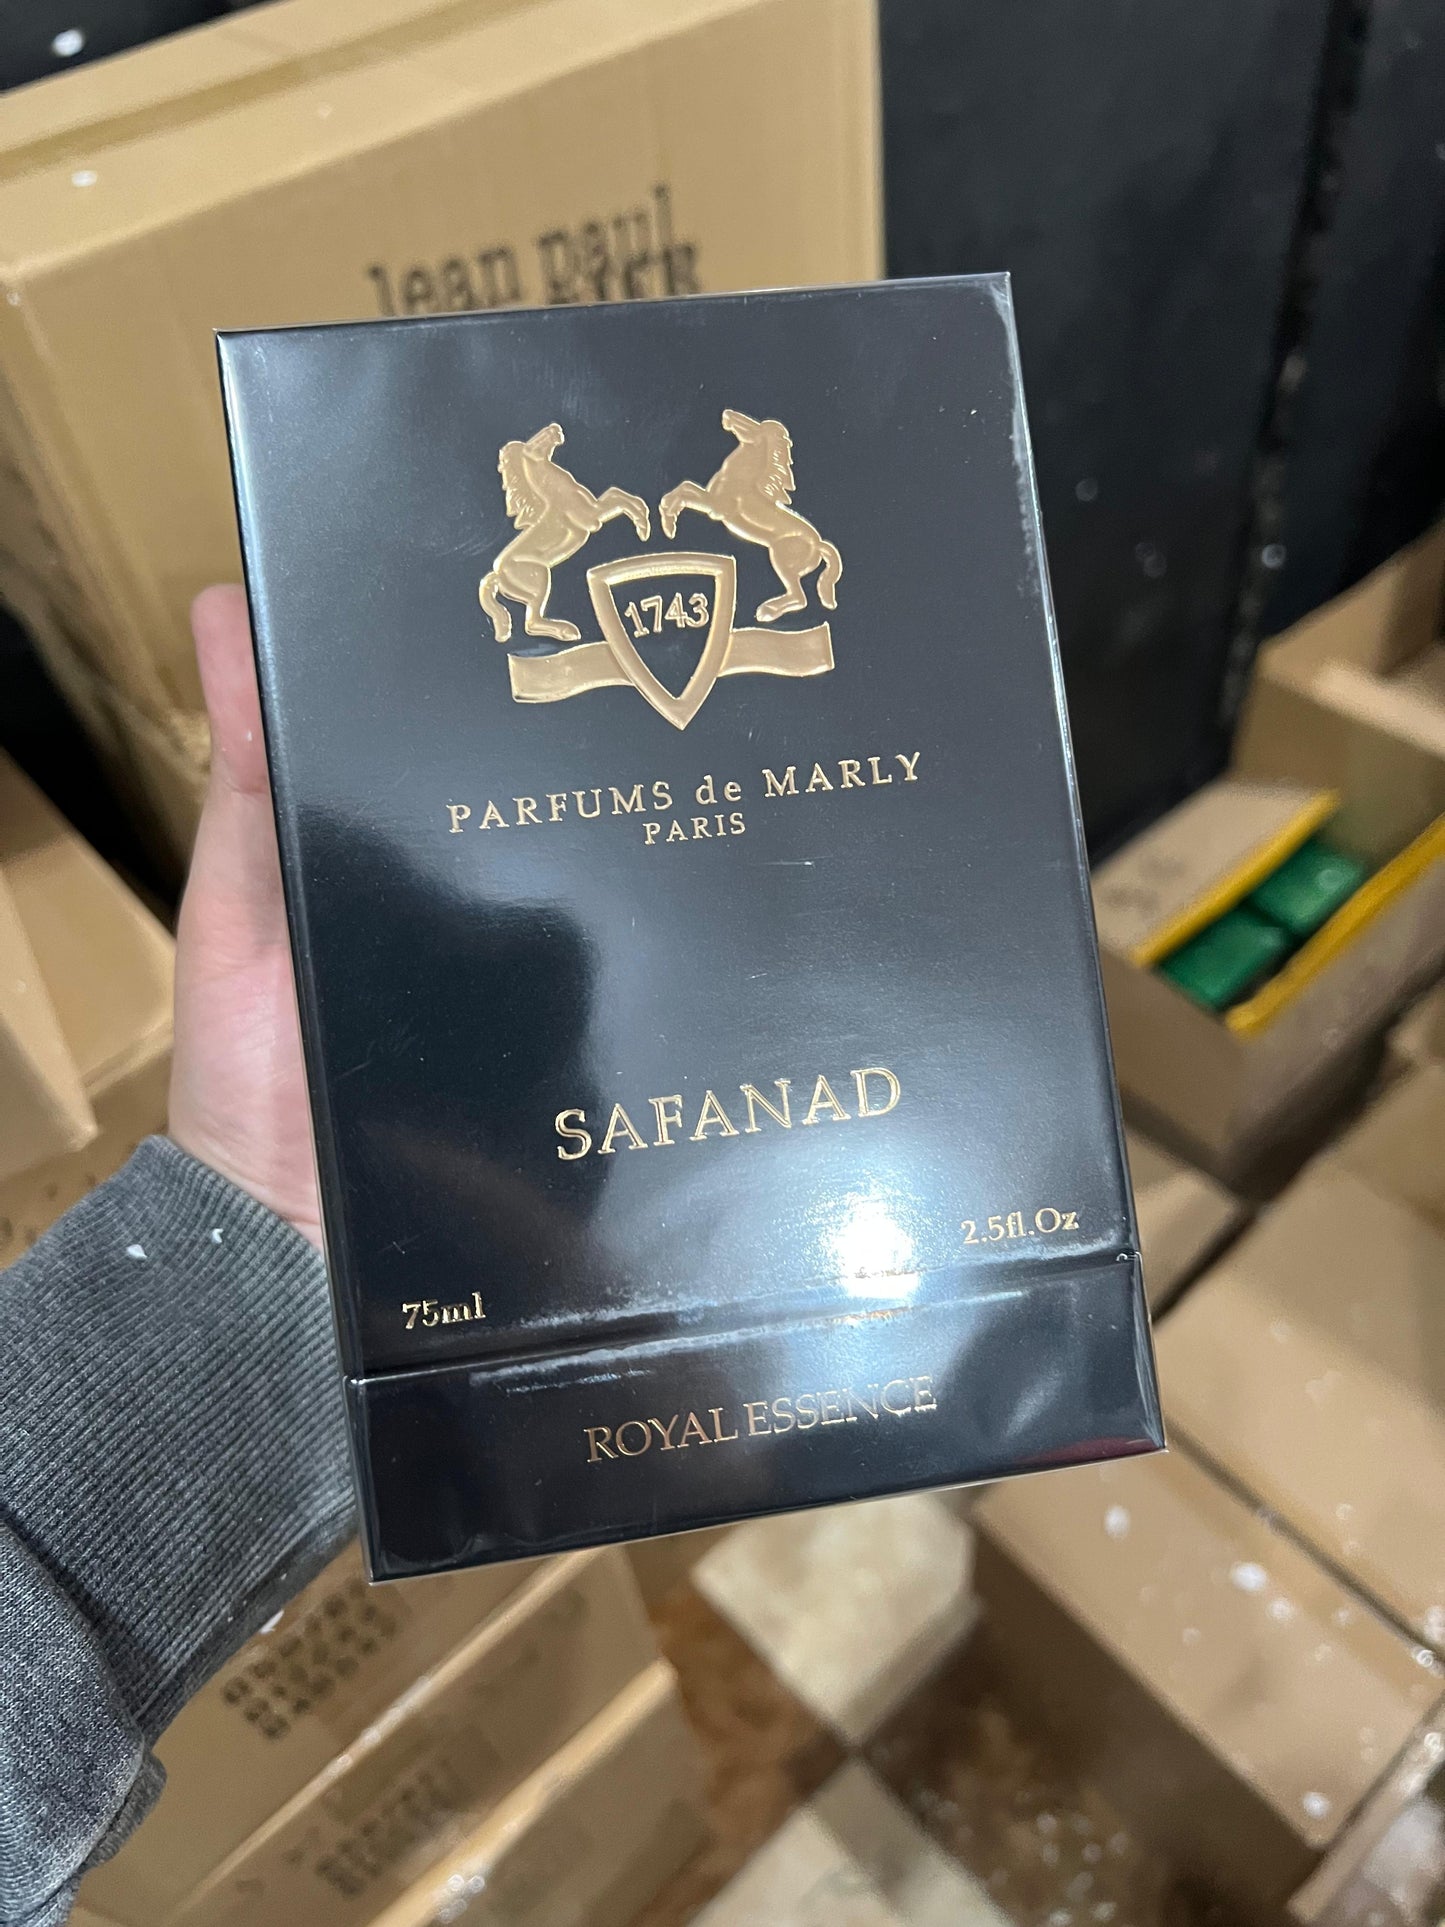 Jean paul
1743
PARFUMS de MARLY
PARIS
SAFANAD
75ml 2.5fl.Oz
ROYAL ESSENCE